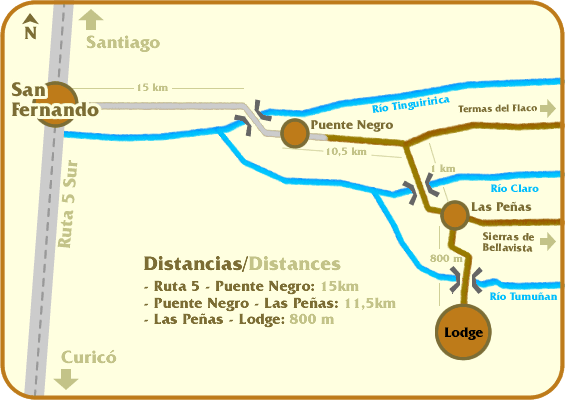 N
Santiago
San
Fernando
15 km
Río Tinguiririca
Termas del Flaco
Puente Negro
10,5 km
1 km
Río Claro
Las Peñas
Ruta 5 Sur
Sierras de
Bellavista
800 m
Distancias/Distances
- Ruta 5 - Puente Negro: 15km
- Puente Negro - Las Peñas: 11,5km
- Las Peñas - Lodge: 800 m
Río Tumuñan
Lodge
Curicó